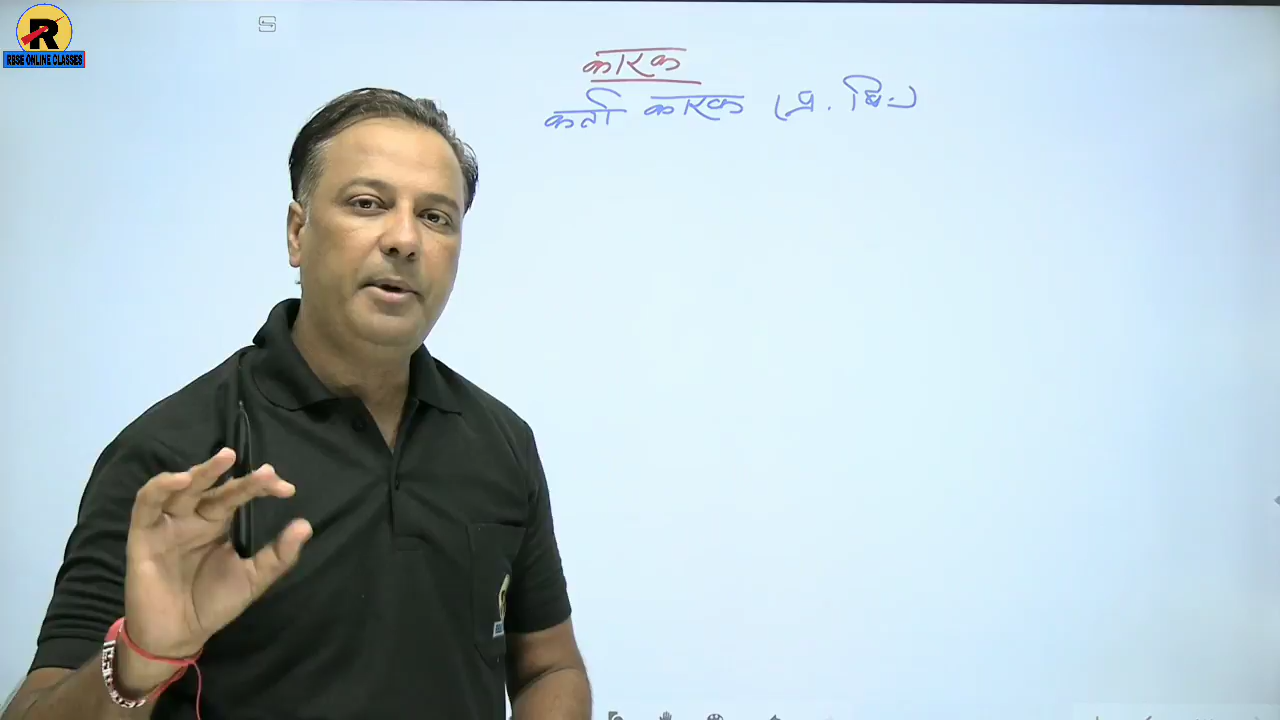 R
RBSE ONLINE CLASSES
S
कारक
कर्ता कारक (प्र. वि.)